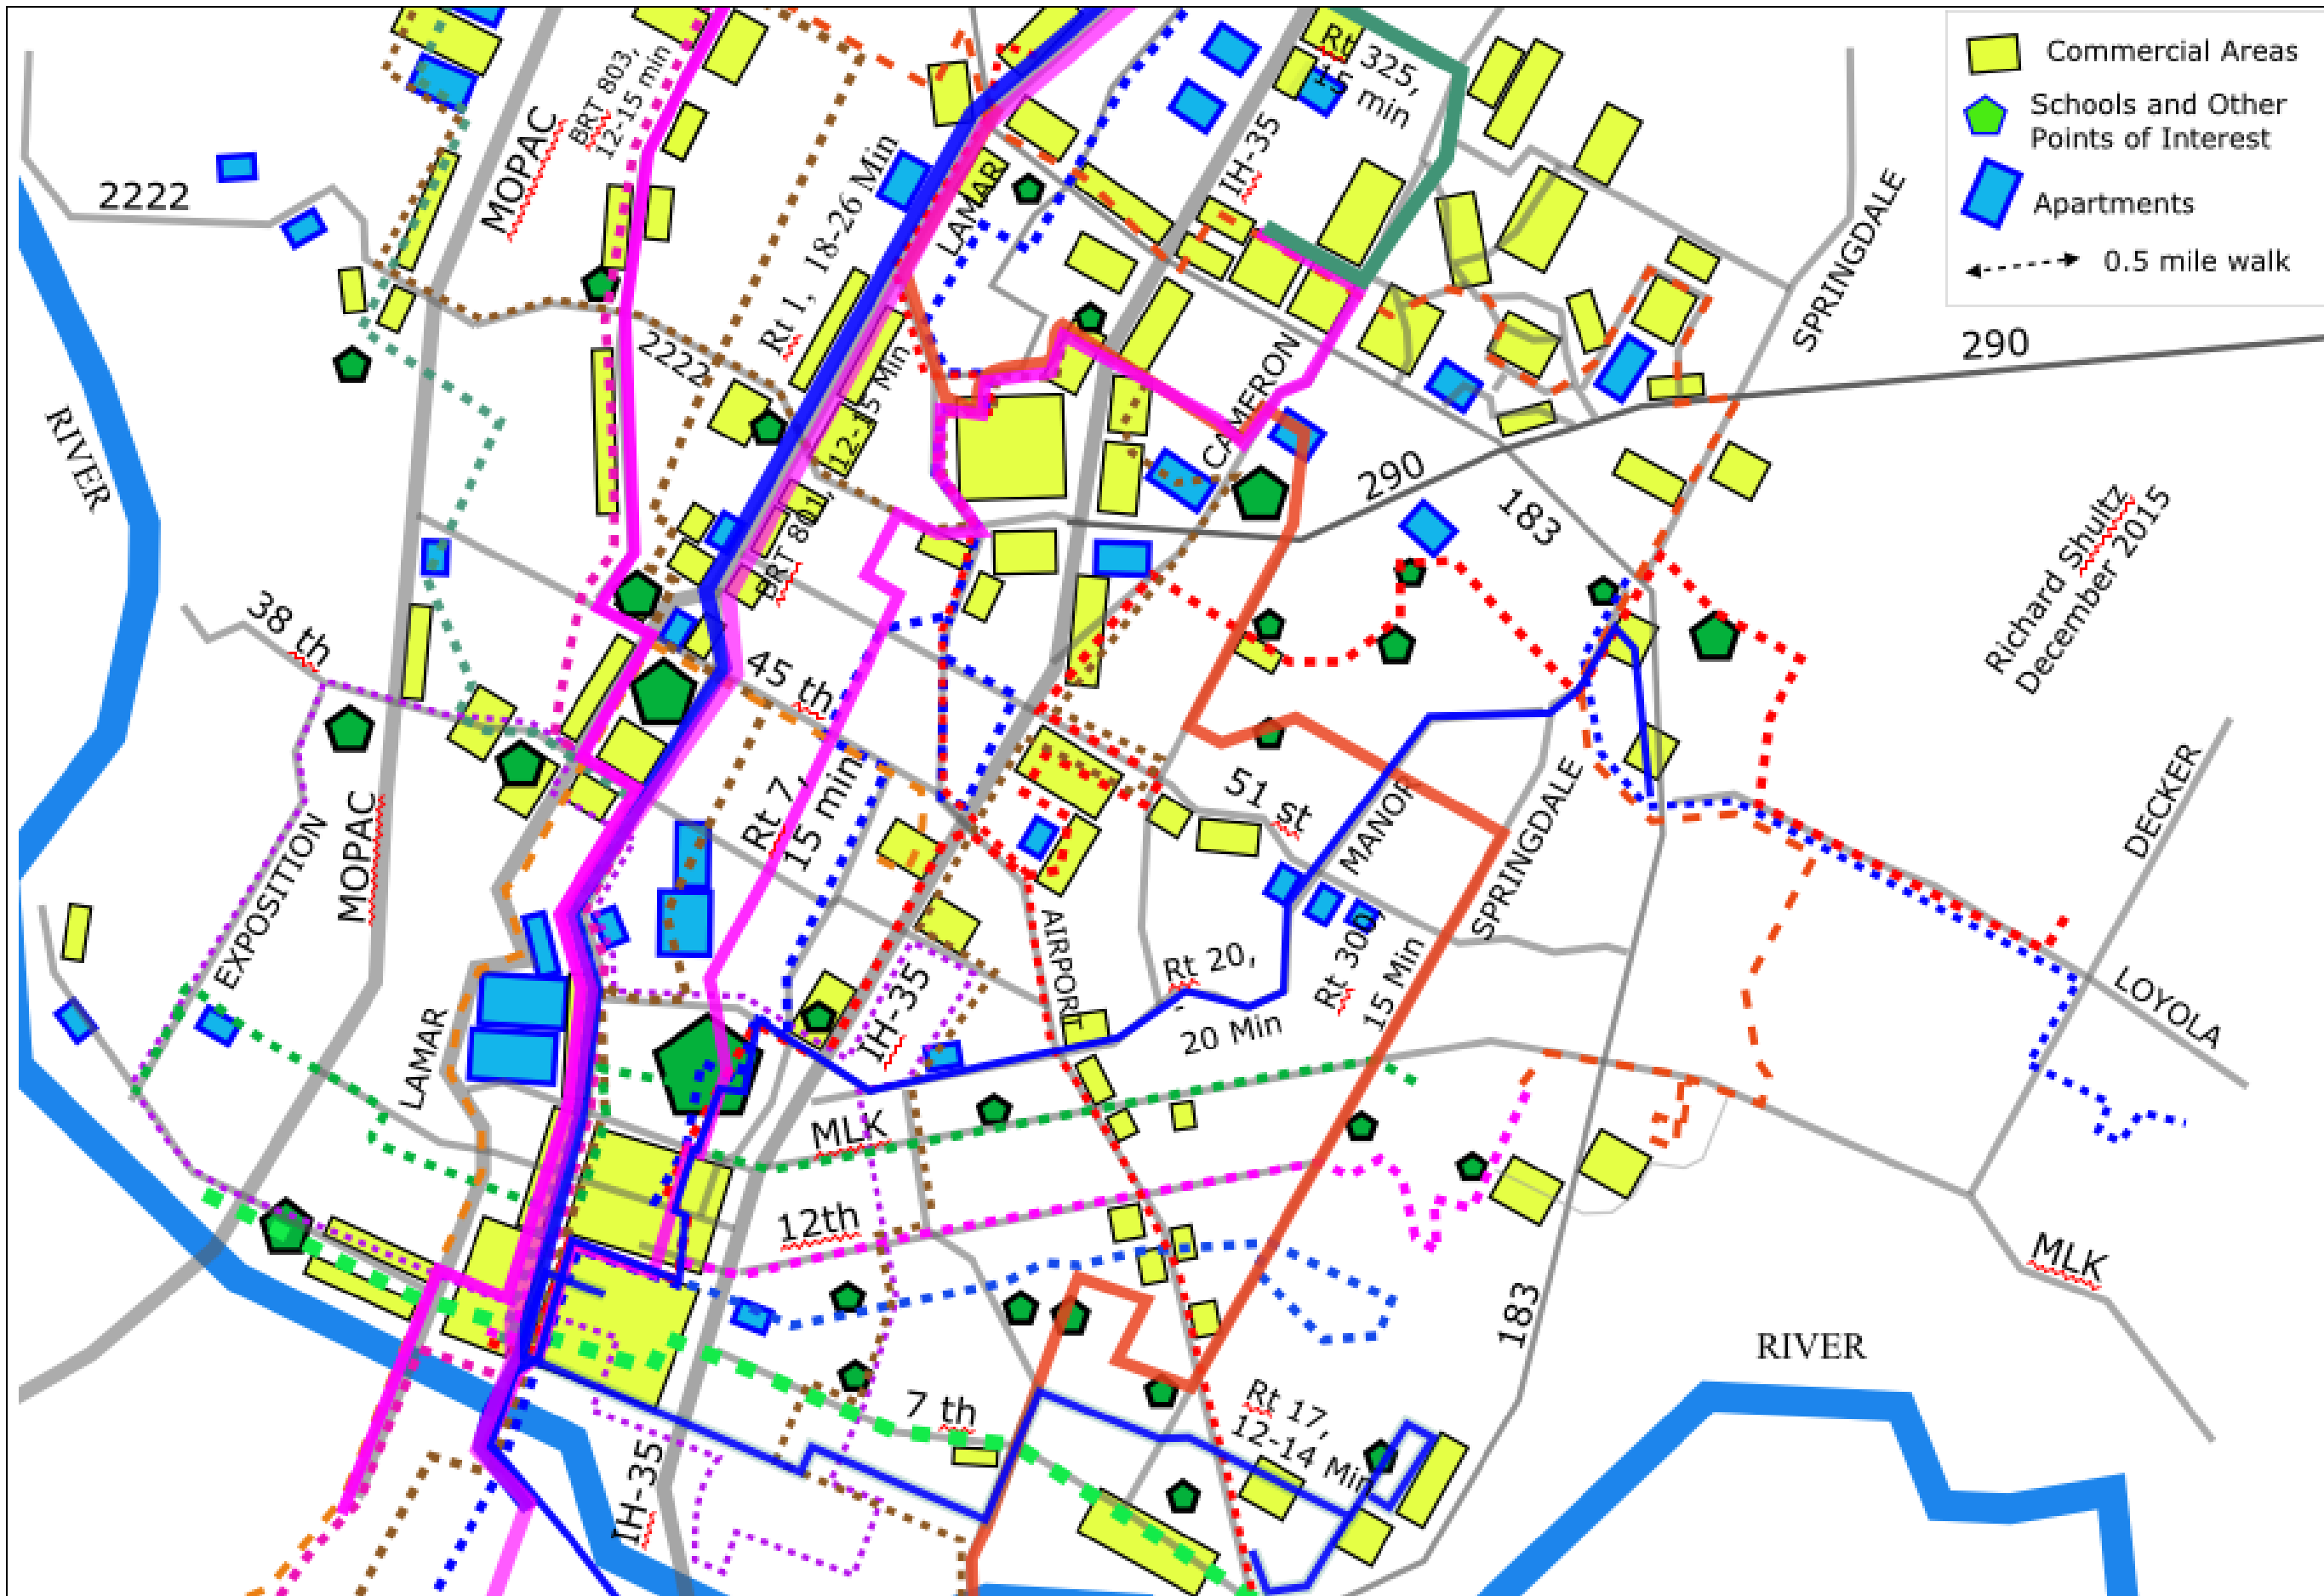 Commercial Areas
Schools and Other
Points of Interest
Apartments
0.5 mile walk
Rt 325,
15 min
BRT 803,
12-15 min
MOPAC
2222
Rt 1, 18-26 Min
LAMAR
IH-35
SPRINGDALE
290
2222
CAMERON
RIVER
BRT 801,
12-15 Min
290
183
Richard Shultz
December 2015
38 th
45 th
Rt 7,
15 min
51 st
MANOR
SPRINGDALE
DECKER
EXPOSITION
MOPAC
AIRPORT
Rt 20,
20 Min
Rt 300,
15 Min
IH-35
LOYOLA
LAMAR
MLK
12th
MLK
183
RIVER
7 th
Rt 17,
12-14 Min
IH-35